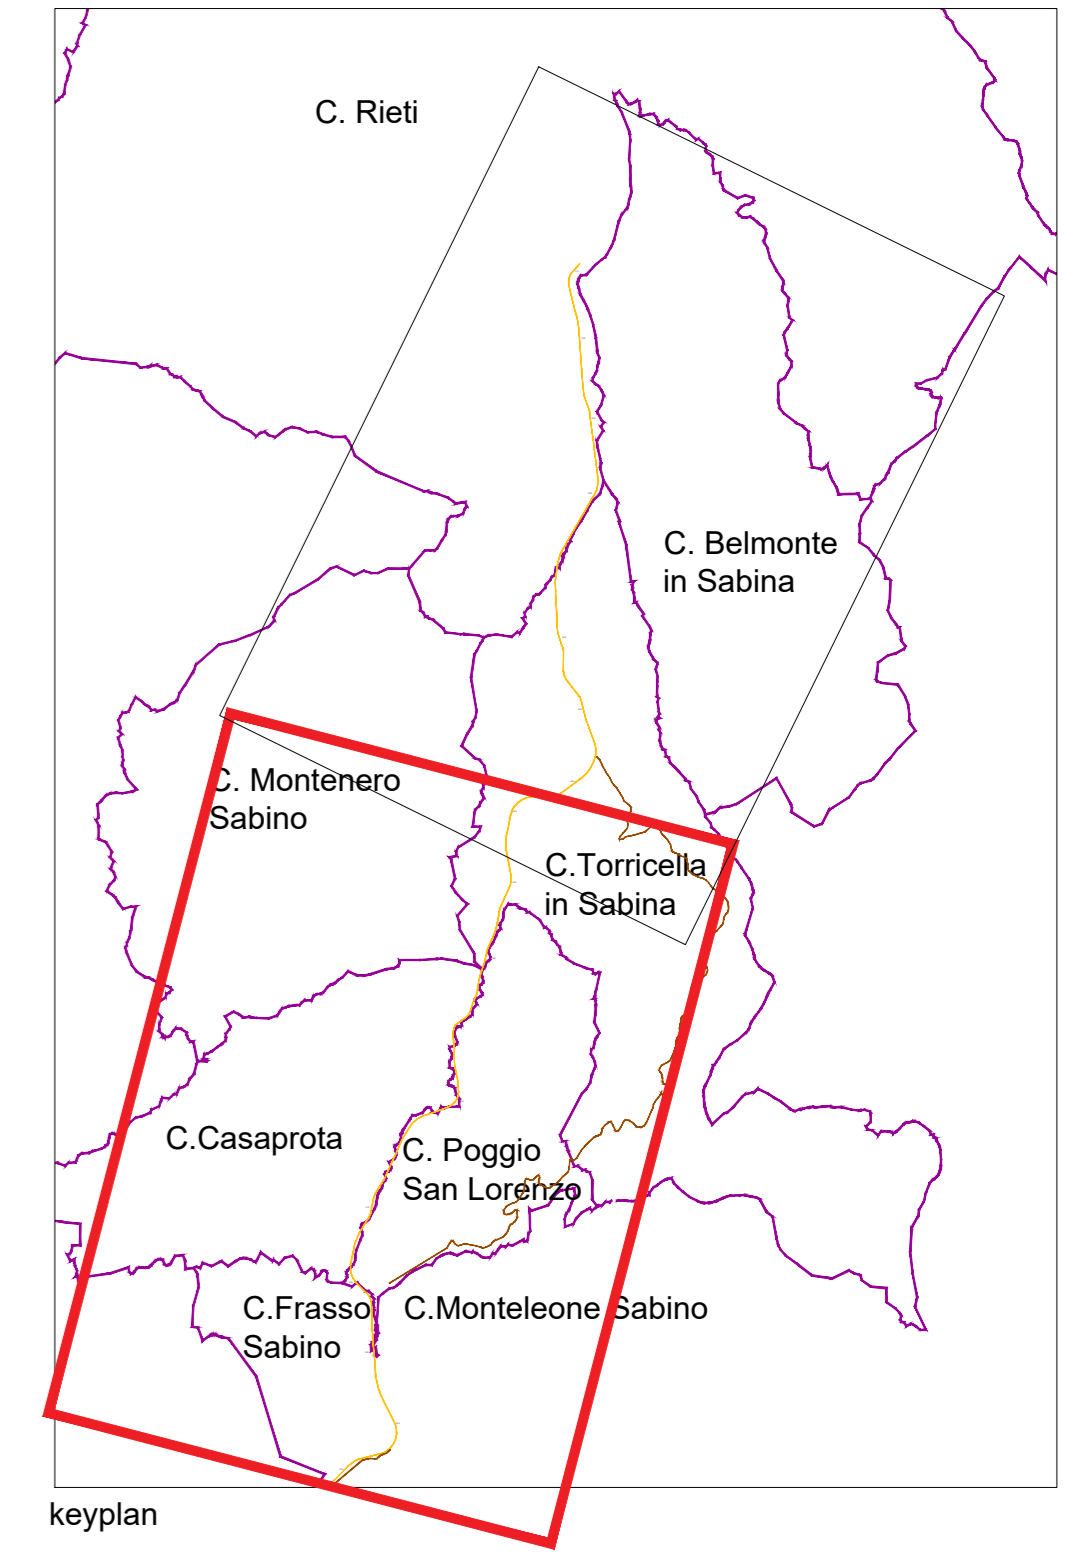 C. Rieti
C. Belmonte
in Sabina
C. Montenero
Sabino
C.Torricella
in Sabina
C.Casaprota
C. Poggio
San Lorenzo
C.Frasso
Sabino
C.Monteleone Sabino
keyplan